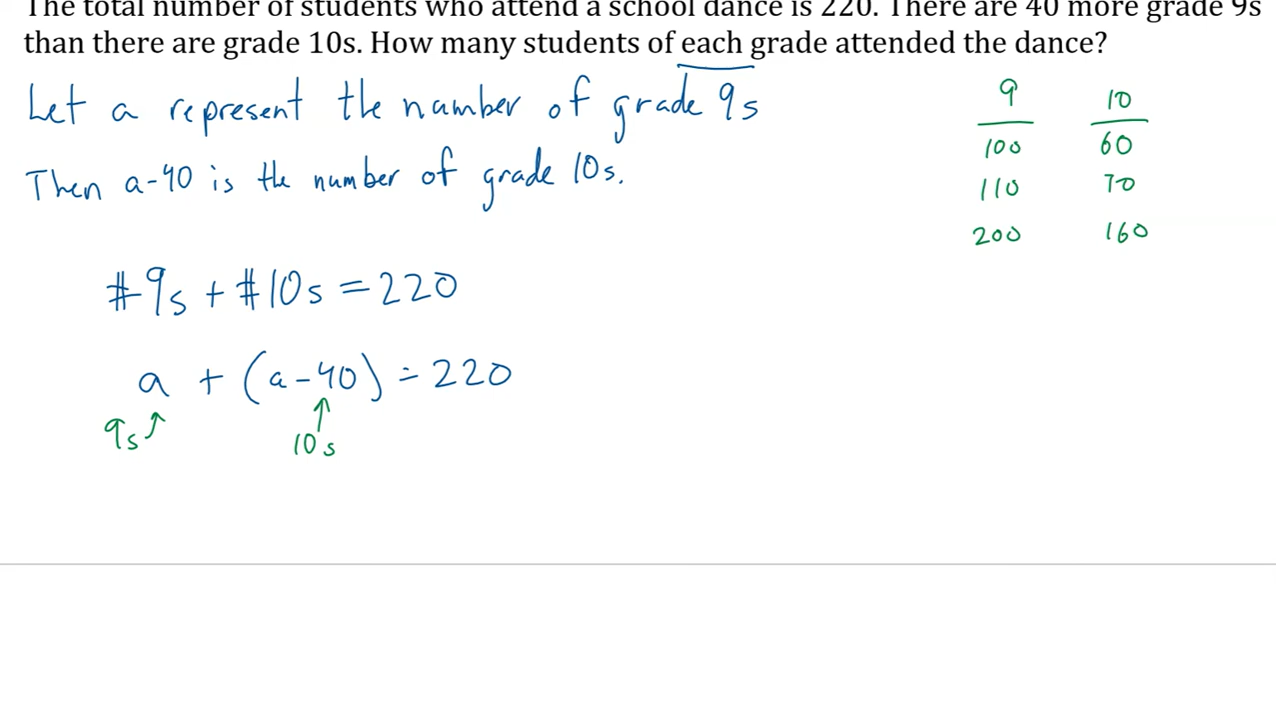 The total number of students who attend a school dance is 220. There are 40 more grade 9s
than there are grade 10s. How many students of each grade attended the dance?
Let a represent the number of grade 9s
Then a-40 is the number of grade 10s.
9 10
100 60
110 70
200 160
#9s + #10s = 220
a + (a-40) = 220
9s↑ ↑
10s